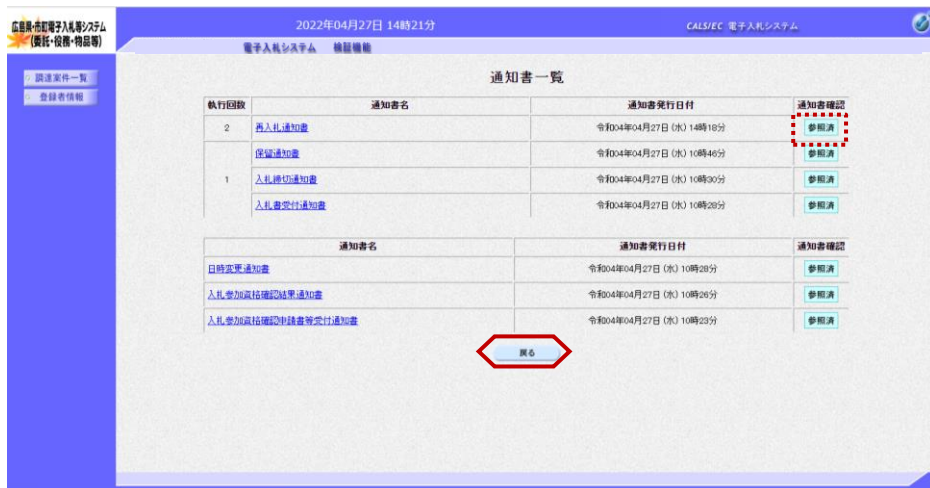 広島県・市町電子入札等システム
(委託・役務・物品等)
2022年04月27日 14時21分
CALS/EC 電子入札システム
電子入札システム 検証機能
調達案件一覧
登録者情報
通知書一覧
執行回数 通知書名 通知書発行日付 通知書確認
2 再入札通知書 令和04年04月27日 (水) 14時18分 参照済
保留通知書 令和04年04月27日 (水) 10時46分 参照済
1 入札締切通知書 令和04年04月27日 (水) 10時30分 参照済
入札書受付通知書 令和04年04月27日 (水) 10時28分 参照済
通知書名 通知書発行日付 通知書確認
日時変更通知書 令和04年04月27日 (水) 10時28分 参照済
入札参加資格確認結果通知書 令和04年04月27日 (水) 10時26分 参照済
入札参加資格確認申請書等受付通知書 令和04年04月27日 (水) 10時23分 参照済
戻る